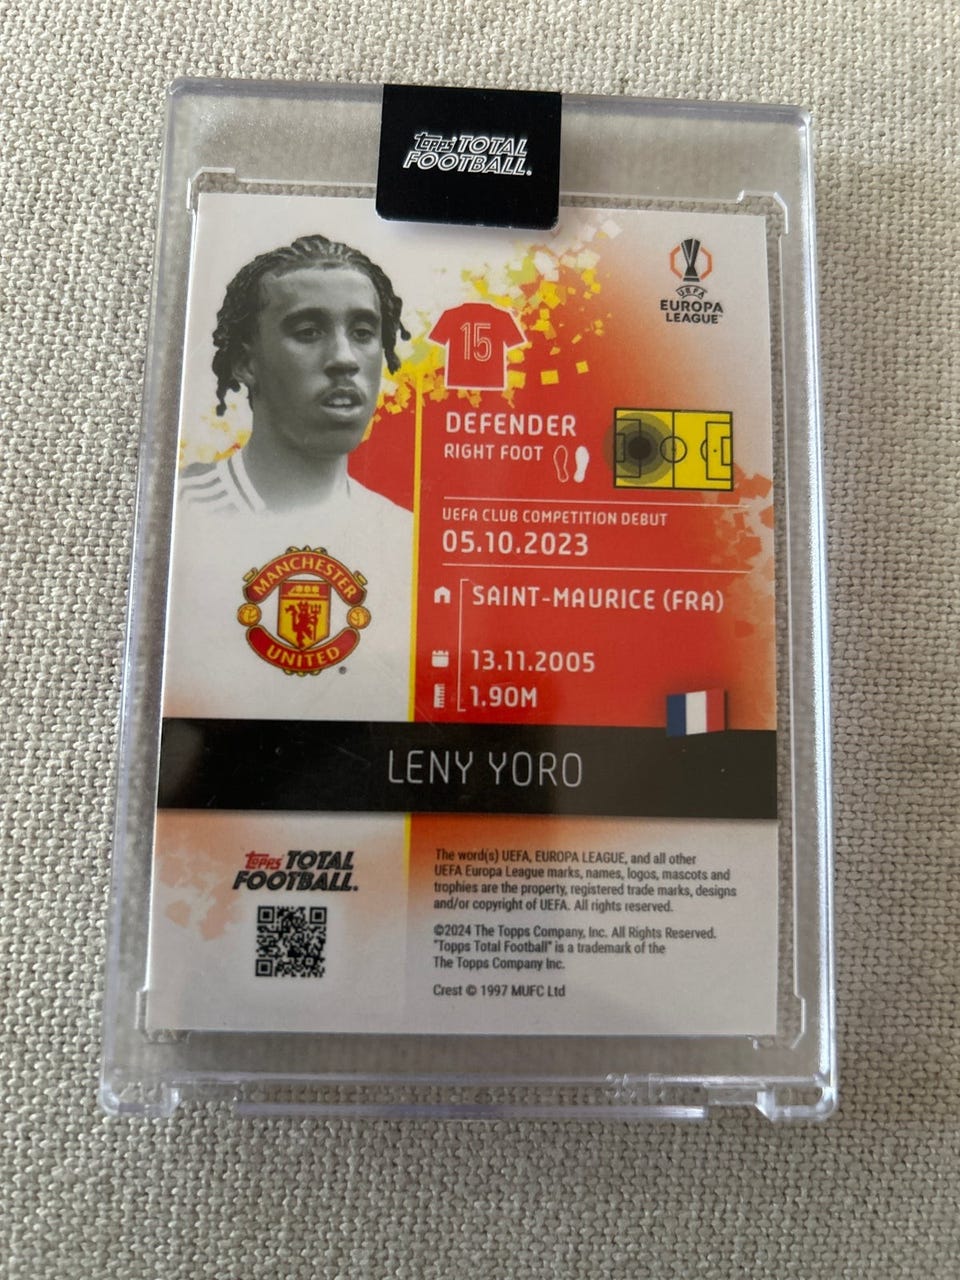 Topps TOTAL
FOOTBALL.
UEFA
EUROPA
LEAGUE™
15
DEFENDER
RIGHT FOOT
UEFA CLUB COMPETITION DEBUT
05.10.2023
SAINT-MAURICE (FRA)
MANCHESTER
UNITED
®
13.11.2005
1.90M
LENY YORO
Topps TOTAL
FOOTBALL.
The word(s) UEFA, EUROPA LEAGUE, and all other
UEFA Europa League marks, names, logos, mascots and
trophies are the property, registered trade marks, designs
and/or copyright of UEFA. All rights reserved.
©2024 The Topps Company, Inc. All Rights Reserved.
"Topps Total Football" is a trademark of the
The Topps Company Inc.
Crest © 1997 MUFC Ltd